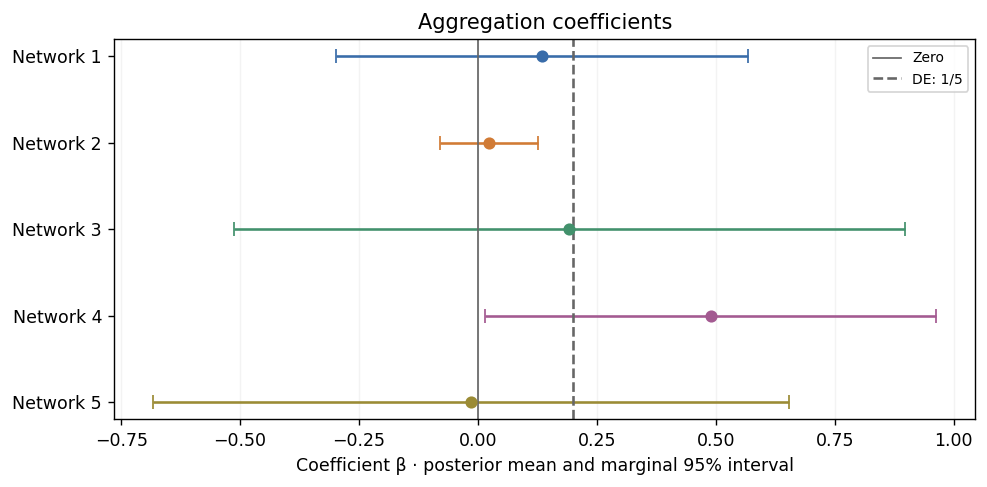 Aggregation coefficients
Network 1
Network 2
Network 3
Network 4
Network 5
Zero
DE: 1/5
−0.75 −0.50 −0.25 0.00 0.25 0.50 0.75 1.00
Coefficient β · posterior mean and marginal 95% interval